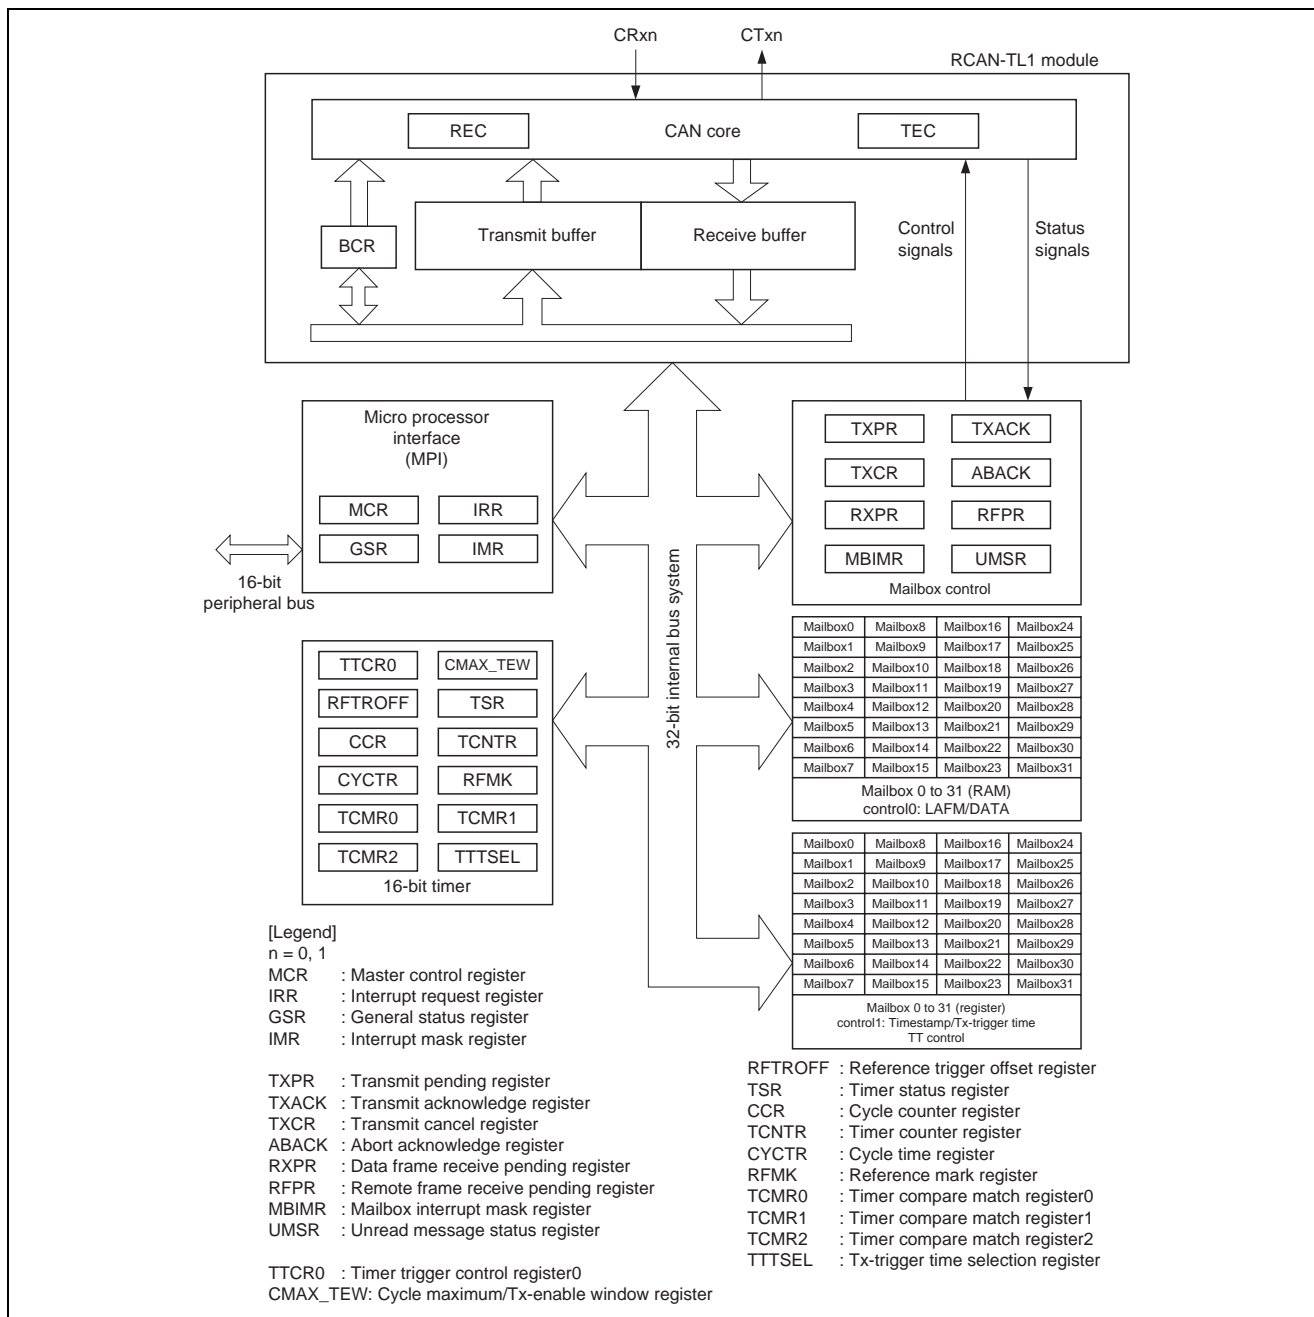 CRxn
CTxn
RCAN-TL1 module
REC
CAN core
TEC
BCR
Transmit buffer
Receive buffer
Control
signals
Status
signals
Micro processor
interface
(MPI)
MCR
IRR
GSR
IMR
16-bit
peripheral bus
32-bit internal bus system
TXPR
TXACK
TXCR
ABACK
RXPR
RFPR
MBIMR
UMSR
Mailbox control
TTCR0
CMAX_TEW
RFTROFF
TSR
CCR
TCNTR
CYCTR
RFMK
TCMR0
TCMR1
TCMR2
TTTSEL
16-bit timer
Mailbox0 Mailbox8 Mailbox16 Mailbox24
Mailbox1 Mailbox9 Mailbox17 Mailbox25
Mailbox2 Mailbox10 Mailbox18 Mailbox26
Mailbox3 Mailbox11 Mailbox19 Mailbox27
Mailbox4 Mailbox12 Mailbox20 Mailbox28
Mailbox5 Mailbox13 Mailbox21 Mailbox29
Mailbox6 Mailbox14 Mailbox22 Mailbox30
Mailbox7 Mailbox15 Mailbox23 Mailbox31
Mailbox 0 to 31 (RAM)
control0: LAFM/DATA
Mailbox0 Mailbox8 Mailbox16 Mailbox24
Mailbox1 Mailbox9 Mailbox17 Mailbox25
Mailbox2 Mailbox10 Mailbox18 Mailbox26
Mailbox3 Mailbox11 Mailbox19 Mailbox27
Mailbox4 Mailbox12 Mailbox20 Mailbox28
Mailbox5 Mailbox13 Mailbox21 Mailbox29
Mailbox6 Mailbox14 Mailbox22 Mailbox30
Mailbox7 Mailbox15 Mailbox23 Mailbox31
Mailbox 0 to 31 (register)
control1: Timestamp/Tx-trigger time
TT control
[Legend]
n = 0, 1
MCR : Master control register
IRR : Interrupt request register
GSR : General status register
IMR : Interrupt mask register
TXPR : Transmit pending register
TXACK : Transmit acknowledge register
TXCR : Transmit cancel register
ABACK : Abort acknowledge register
RXPR : Data frame receive pending register
RFPR : Remote frame receive pending register
MBIMR : Mailbox interrupt mask register
UMSR : Unread message status register
TTCR0 : Timer trigger control register0
CMAX_TEW: Cycle maximum/Tx-enable window register
RFTROFF : Reference trigger offset register
TSR : Timer status register
CCR : Cycle counter register
TCNTR : Timer counter register
CYCTR : Cycle time register
RFMK : Reference mark register
TCMR0 : Timer compare match register0
TCMR1 : Timer compare match register1
TCMR2 : Timer compare match register2
TTTSEL : Tx-trigger time selection register